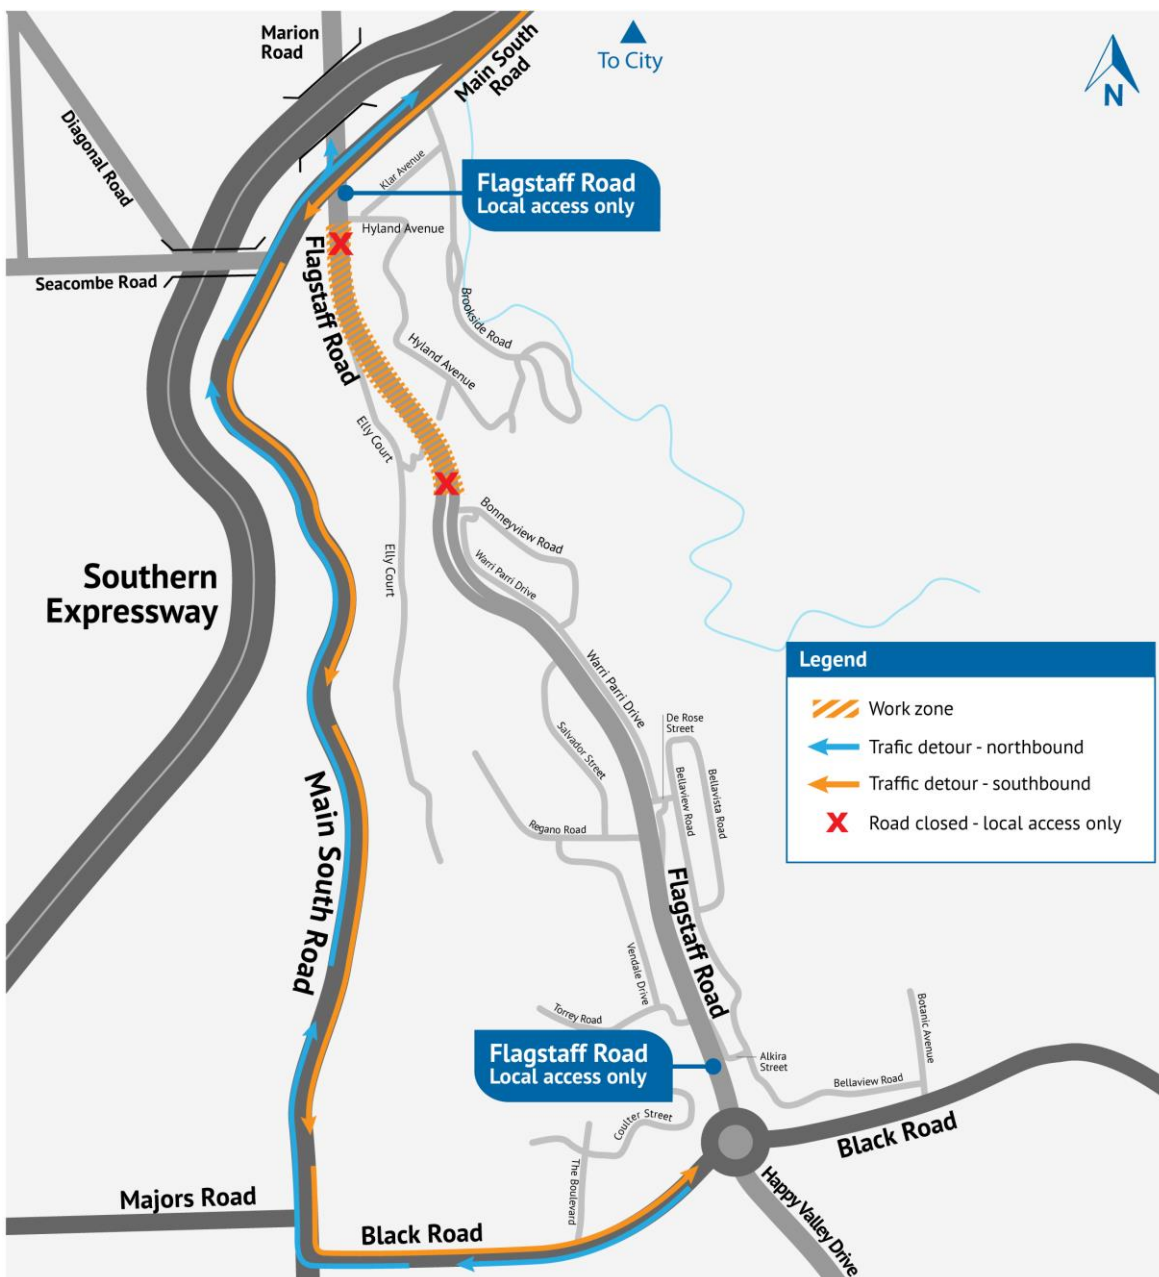 Marion
Road
Main South
Road
To City
N
Diagonal Road
Klar Avenue
Flagstaff Road
Local access only
Hyland Avenue
Seacombe Road
Flagstaff Road
Brookside Road
Hyland Avenue
Elly Court
Bonneyview Road
Elly Court
Warri Parri Drive
Southern
Expressway
Legend
Work zone
Trafic detour - northbound
Traffic detour - southbound
Road closed - local access only
Warri Parri Drive
De Rose
Street
Salvador Street
Bellaview Road
Bellavista Road
Main South Road
Regano Road
Flagstaff Road
Vendale Drive
Torrey Road
Botanic Avenue
Flagstaff Road
Local access only
Alkira
Street
Bellaview Road
Coulter Street
Black Road
The Boulevard
Happy Valley Drive
Majors Road
Black Road